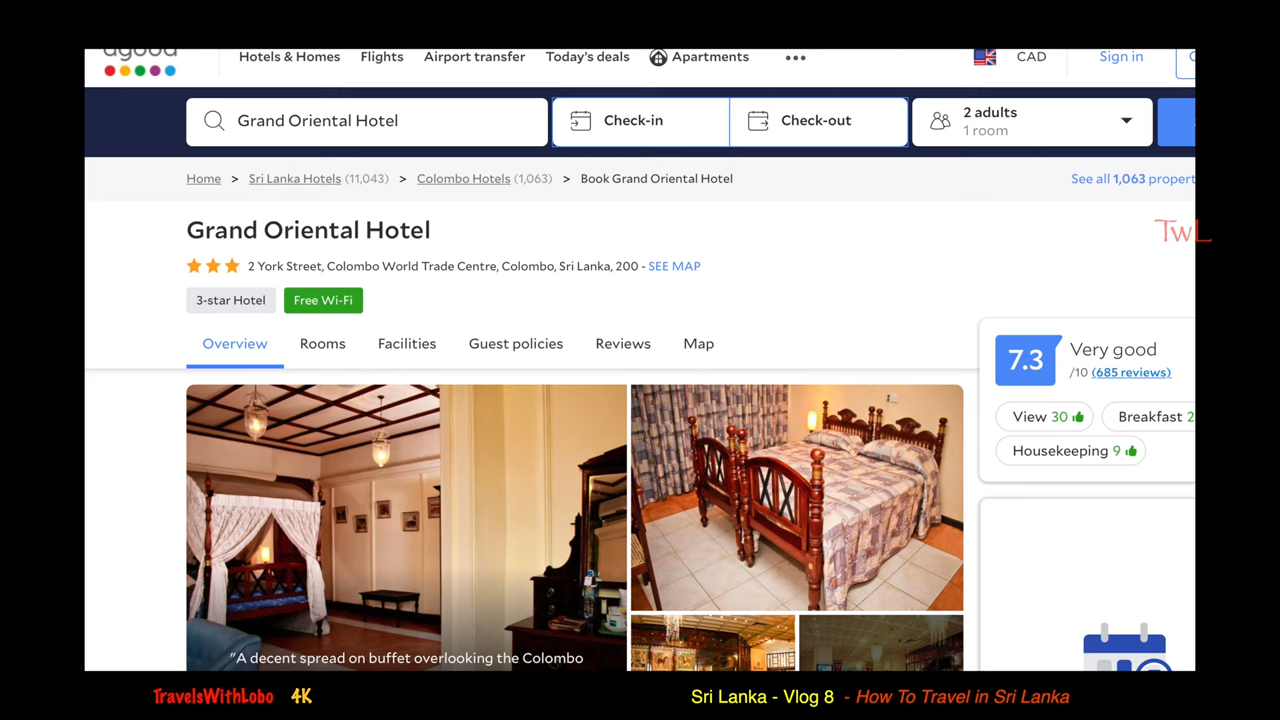 agoda
Hotels & Homes Flights Airport transfer Today's deals Apartments ••• CAD Sign in
Grand Oriental Hotel Check-in Check-out 2 adults
1 room
Home > Sri Lanka Hotels (11,043) > Colombo Hotels (1,063) > Book Grand Oriental Hotel See all 1,063 propert
Grand Oriental Hotel
TwL
2 York Street, Colombo World Trade Centre, Colombo, Sri Lanka, 200 - SEE MAP
3-star Hotel Free Wi-Fi
Overview Rooms Facilities Guest policies Reviews Map
7.3 Very good
/10 (685 reviews)
View 30 Breakfast 2
Housekeeping 9
"A decent spread on buffet overlooking the Colombo
TravelsWithLobo 4K Sri Lanka - Vlog 8 - How To Travel in Sri Lanka